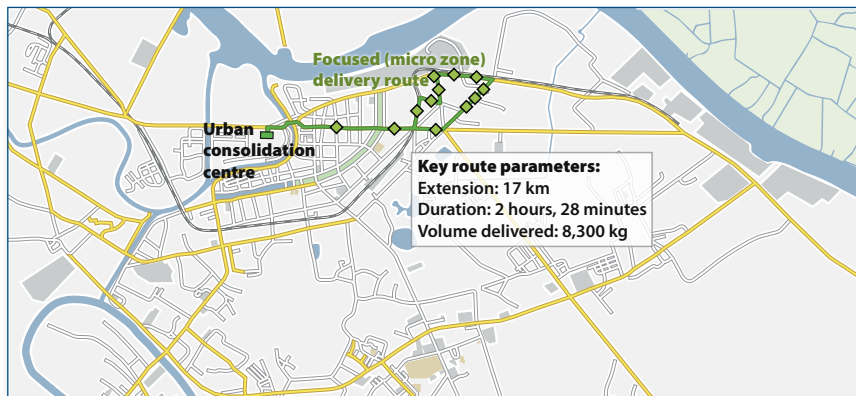 Focused (micro zone)
delivery route
Urban
consolidation
centre
Key route parameters:
Extension: 17 km
Duration: 2 hours, 28 minutes
Volume delivered: 8,300 kg